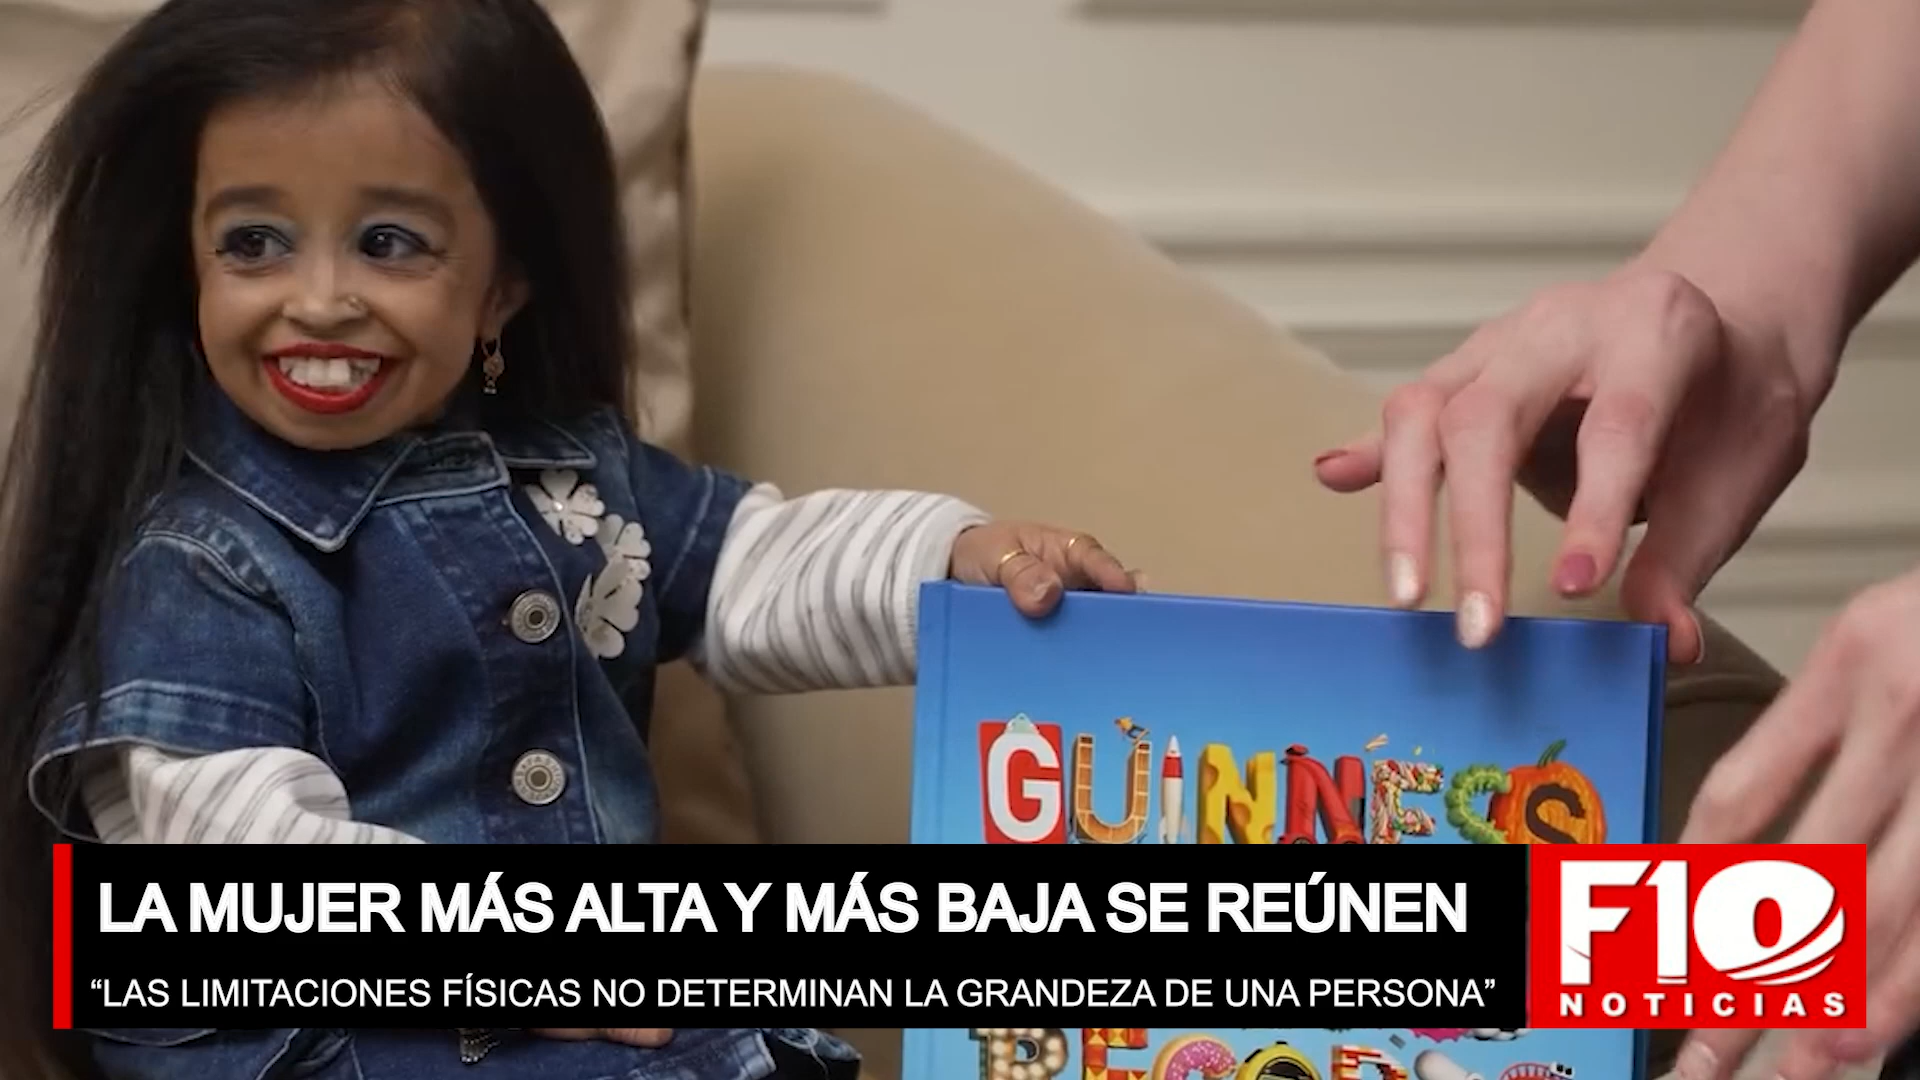 GUINNESS
LA MUJER MÁS ALTA Y MÁS BAJA SE REÚNEN
“LAS LIMITACIONES FÍSICAS NO DETERMINAN LA GRANDEZA DE UNA PERSONA”
F10
NOTICIAS